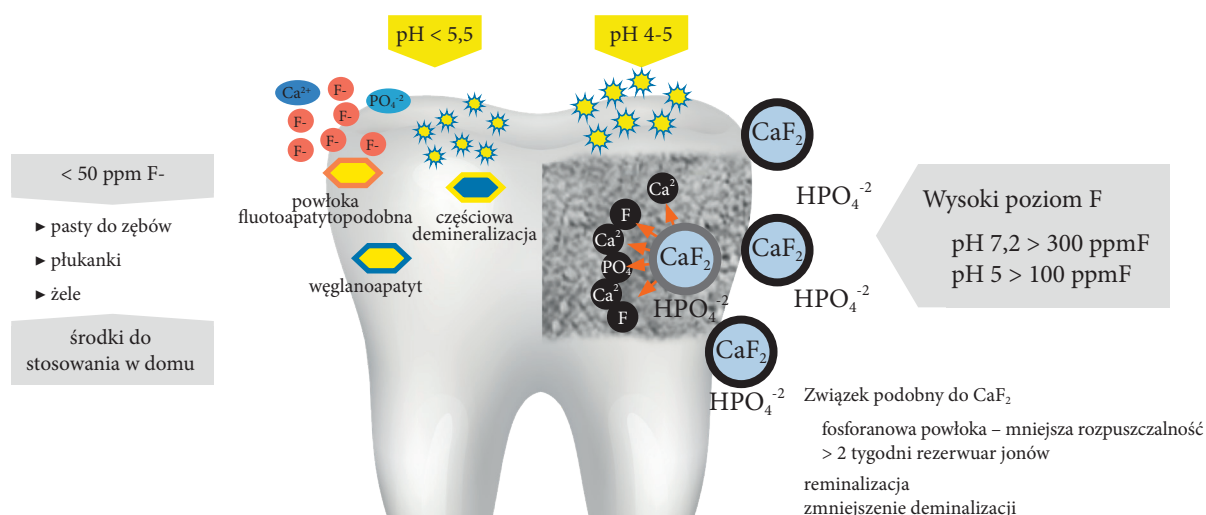 pH < 5,5
pH 4-5
Ca²⁺
F-
PO₄⁻²
F-
F-
F-
F-
F-
< 50 ppm F-
▸ pasty do zębów
▸ płukanki
▸ żele
środki do
stosowania w domu
powłoka
fluotoapatytopodobna
częściowa
demineralizacja
węglanoapatyt
Ca²
F
Ca²
PO₄
Ca²
F
CaF₂
HPO₄⁻²
CaF₂
HPO₄⁻²
CaF₂
HPO₄⁻²
CaF₂
HPO₄⁻²
Wysoki poziom F
pH 7,2 > 300 ppmF
pH 5 > 100 ppmF
Związek podobny do CaF₂
fosforanowa powłoka – mniejsza rozpuszczalność
> 2 tygodni rezerwuar jonów
reminalizacja
zmniejszenie deminalizacji